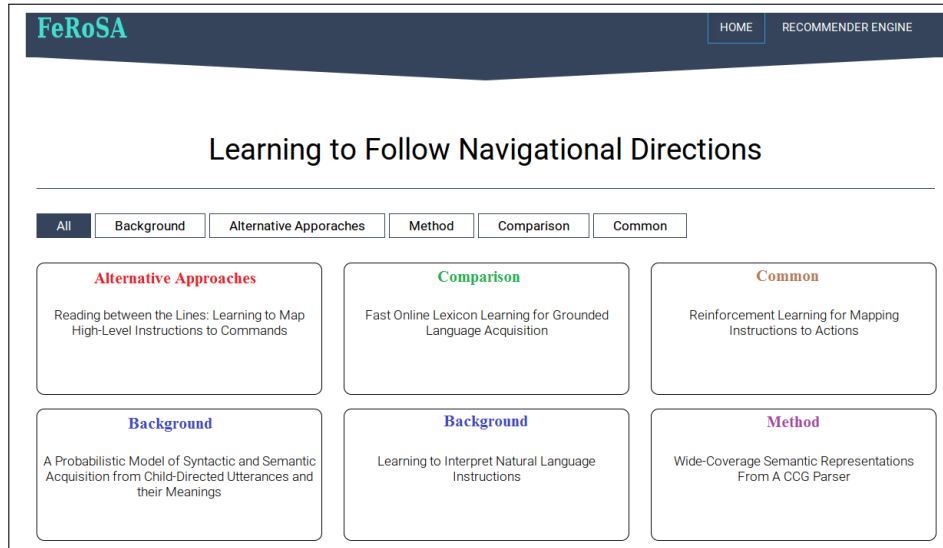 FeRoSA
HOME
RECOMMENDER ENGINE
Learning to Follow Navigational Directions
All
Background
Alternative Apporaches
Method
Comparison
Common
Alternative Approaches
Reading between the Lines: Learning to Map
High-Level Instructions to Commands
Comparison
Fast Online Lexicon Learning for Grounded
Language Acquisition
Common
Reinforcement Learning for Mapping
Instructions to Actions
Background
A Probabilistic Model of Syntactic and Semantic
Acquisition from Child-Directed Utterances and
their Meanings
Background
Learning to Interpret Natural Language
Instructions
Method
Wide-Coverage Semantic Representations
From A CCG Parser